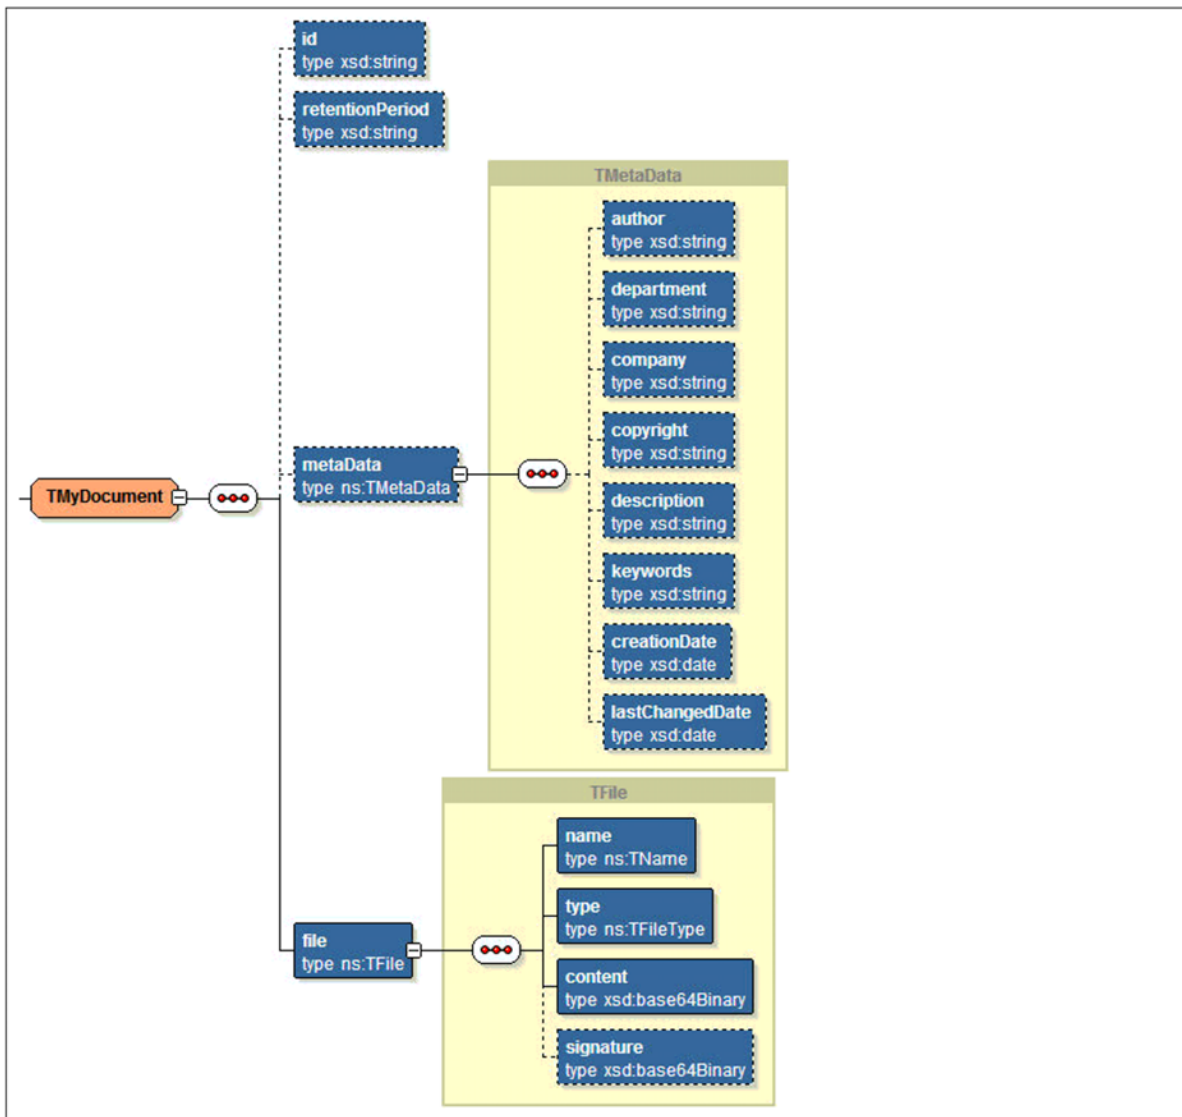 id
type xsd:string
retentionPeriod
type xsd:string
TMetaData
author
type xsd:string
department
type xsd:string
company
type xsd:string
copyright
type xsd:string
metaData
type ns:TMetaData
TMyDocument
description
type xsd:string
keywords
type xsd:string
creationDate
type xsd:date
lastChangedDate
type xsd:date
TFile
name
type ns:TName
type
type ns:TFileType
file
type ns:TFile
content
type xsd:base64Binary
signature
type xsd:base64Binary